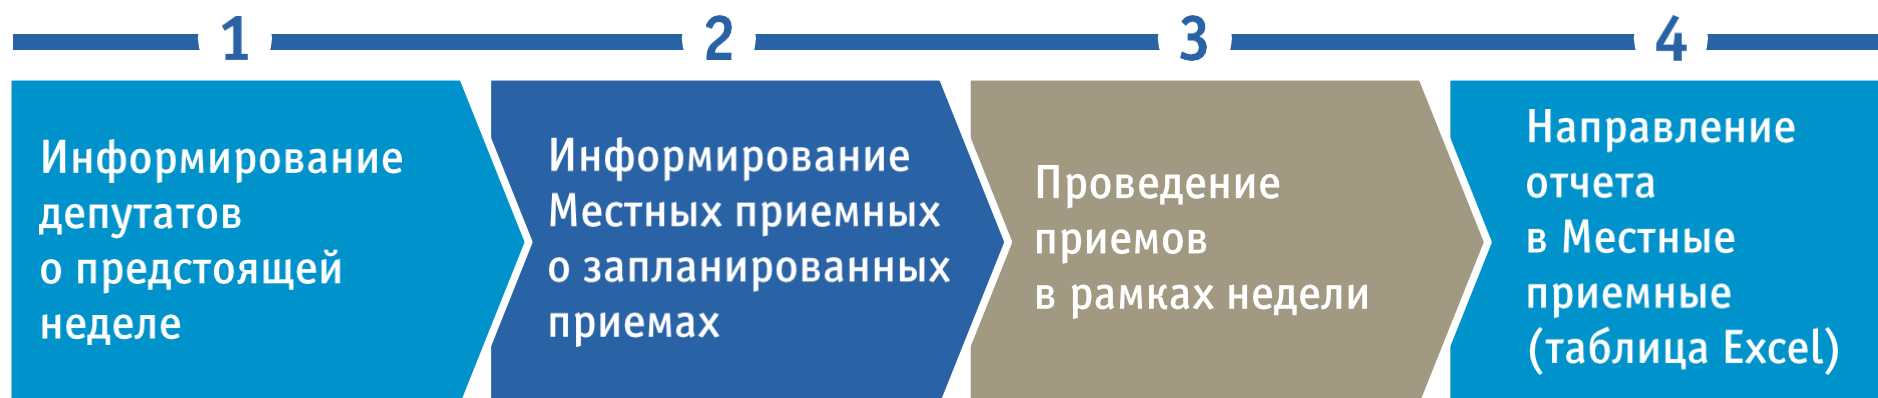 1
Информирование
депутатов
о предстоящей
неделе
2
Информирование
Местных приемных
о запланированных
приемах
3
Проведение
приемов
в рамках недели
4
Направление
отчета
в Местные
приемные
(таблица Excel)